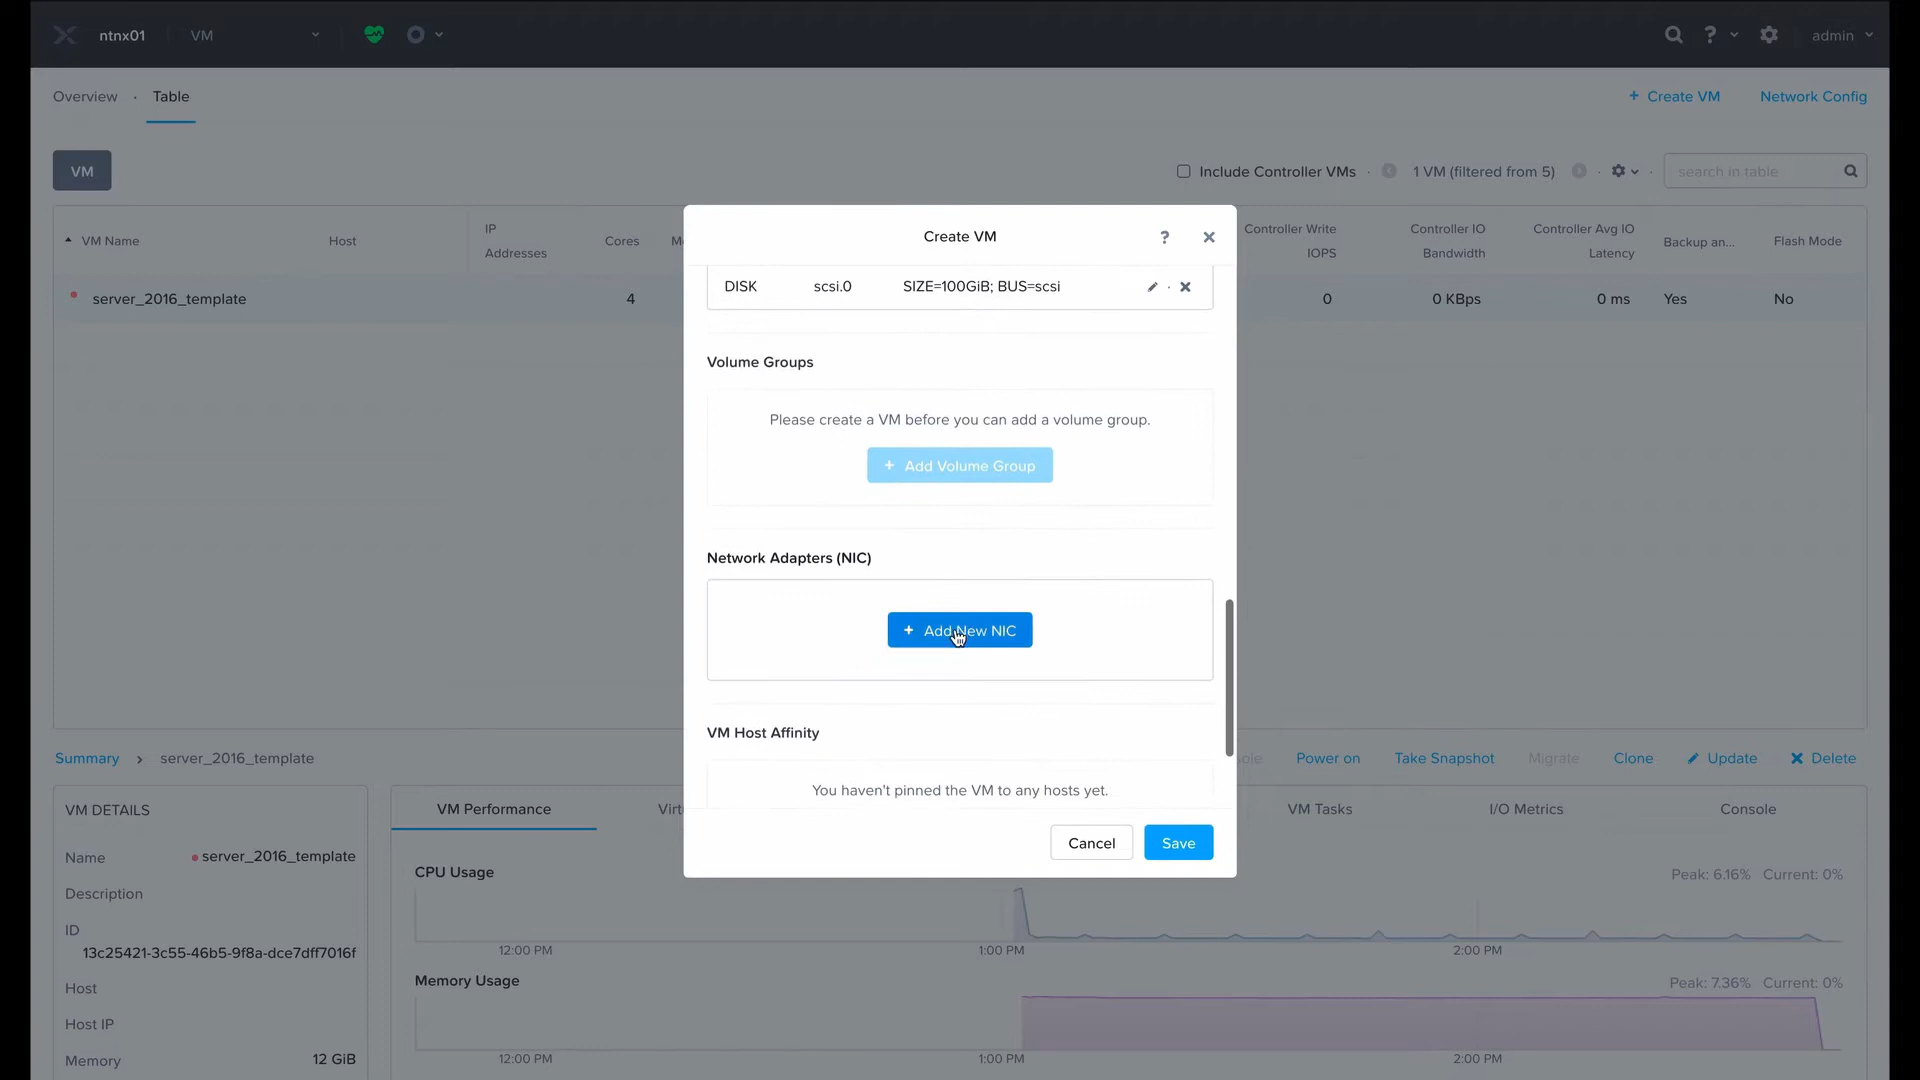 ntnx01
VM
?
admin
Overview · Table
+ Create VM
Network Config
VM
Include Controller VMs · 1 VM (filtered from 5) · ·
search in table
VM Name
Host
IP Addresses
Cores
Controller Write IOPS
Controller IO Bandwidth
Controller Avg IO Latency
Backup an...
Flash Mode
server_2016_template
4
0
0 KBps
0 ms
Yes
No
Create VM
?
DISK
scsi.0
SIZE=100GiB; BUS=scsi
·
Volume Groups
Please create a VM before you can add a volume group.
+ Add Volume Group
Network Adapters (NIC)
+ Add New NIC
VM Host Affinity
You haven't pinned the VM to any hosts yet.
Cancel
Save
Summary > server_2016_template
Power on
Take Snapshot
Migrate
Clone
Update
Delete
VM DETAILS
Name
server_2016_template
Description
ID
13c25421-3c55-46b5-9f8a-dce7dff7016f
Host
Host IP
Memory
12 GiB
VM Performance
VM Tasks
I/O Metrics
Console
CPU Usage
Peak: 6.16% Current: 0%
12:00 PM
1:00 PM
2:00 PM
Memory Usage
Peak: 7.36% Current: 0%
12:00 PM
1:00 PM
2:00 PM